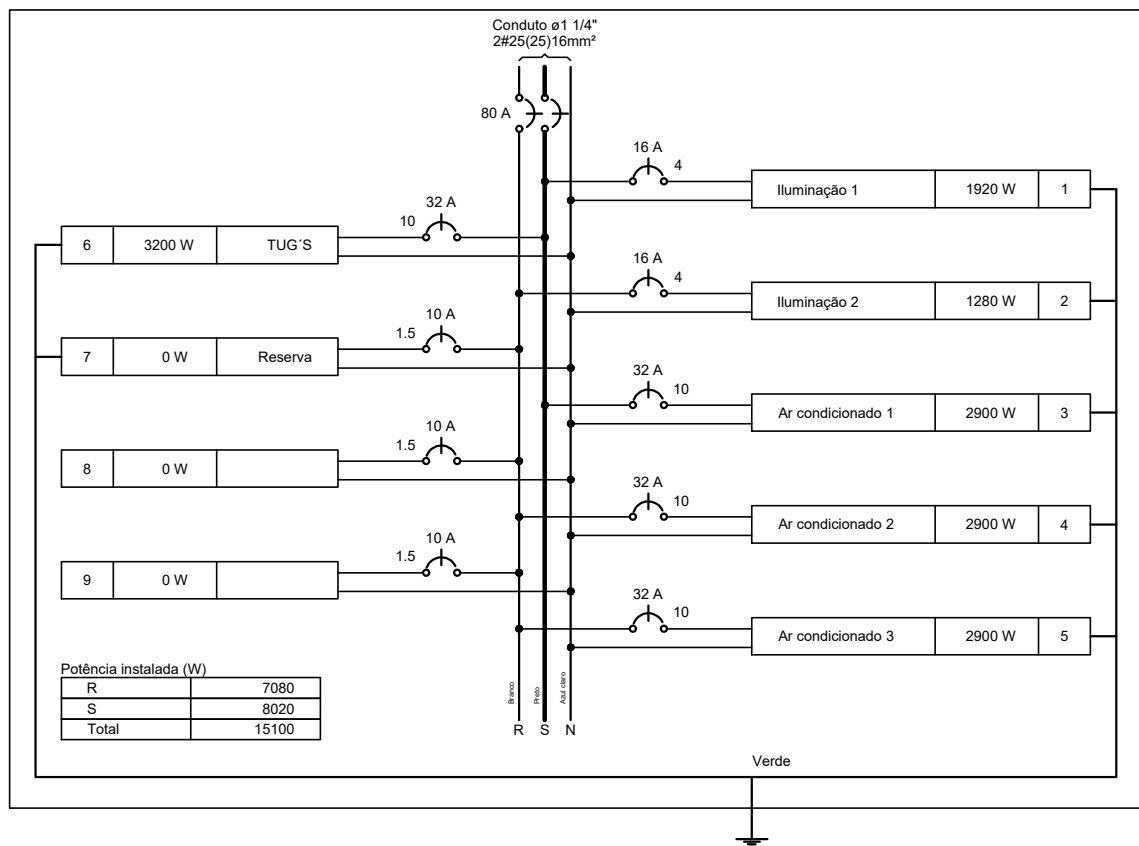 Conduto ø1 1/4"
2#25(25)16mm²
80 A
16 A
4
Iluminação 1 1920 W 1
32 A
10
6 3200 W TUG´S
16 A
4
Iluminação 2 1280 W 2
10 A
1.5
7 0 W Reserva
32 A
10
Ar condicionado 1 2900 W 3
10 A
1.5
8 0 W
32 A
10
Ar condicionado 2 2900 W 4
10 A
1.5
9 0 W
32 A
10
Ar condicionado 3 2900 W 5
Potência instalada (W)
R 7080
S 8020
Total 15100
Branco
Preto
Azul claro
R S N
Verde